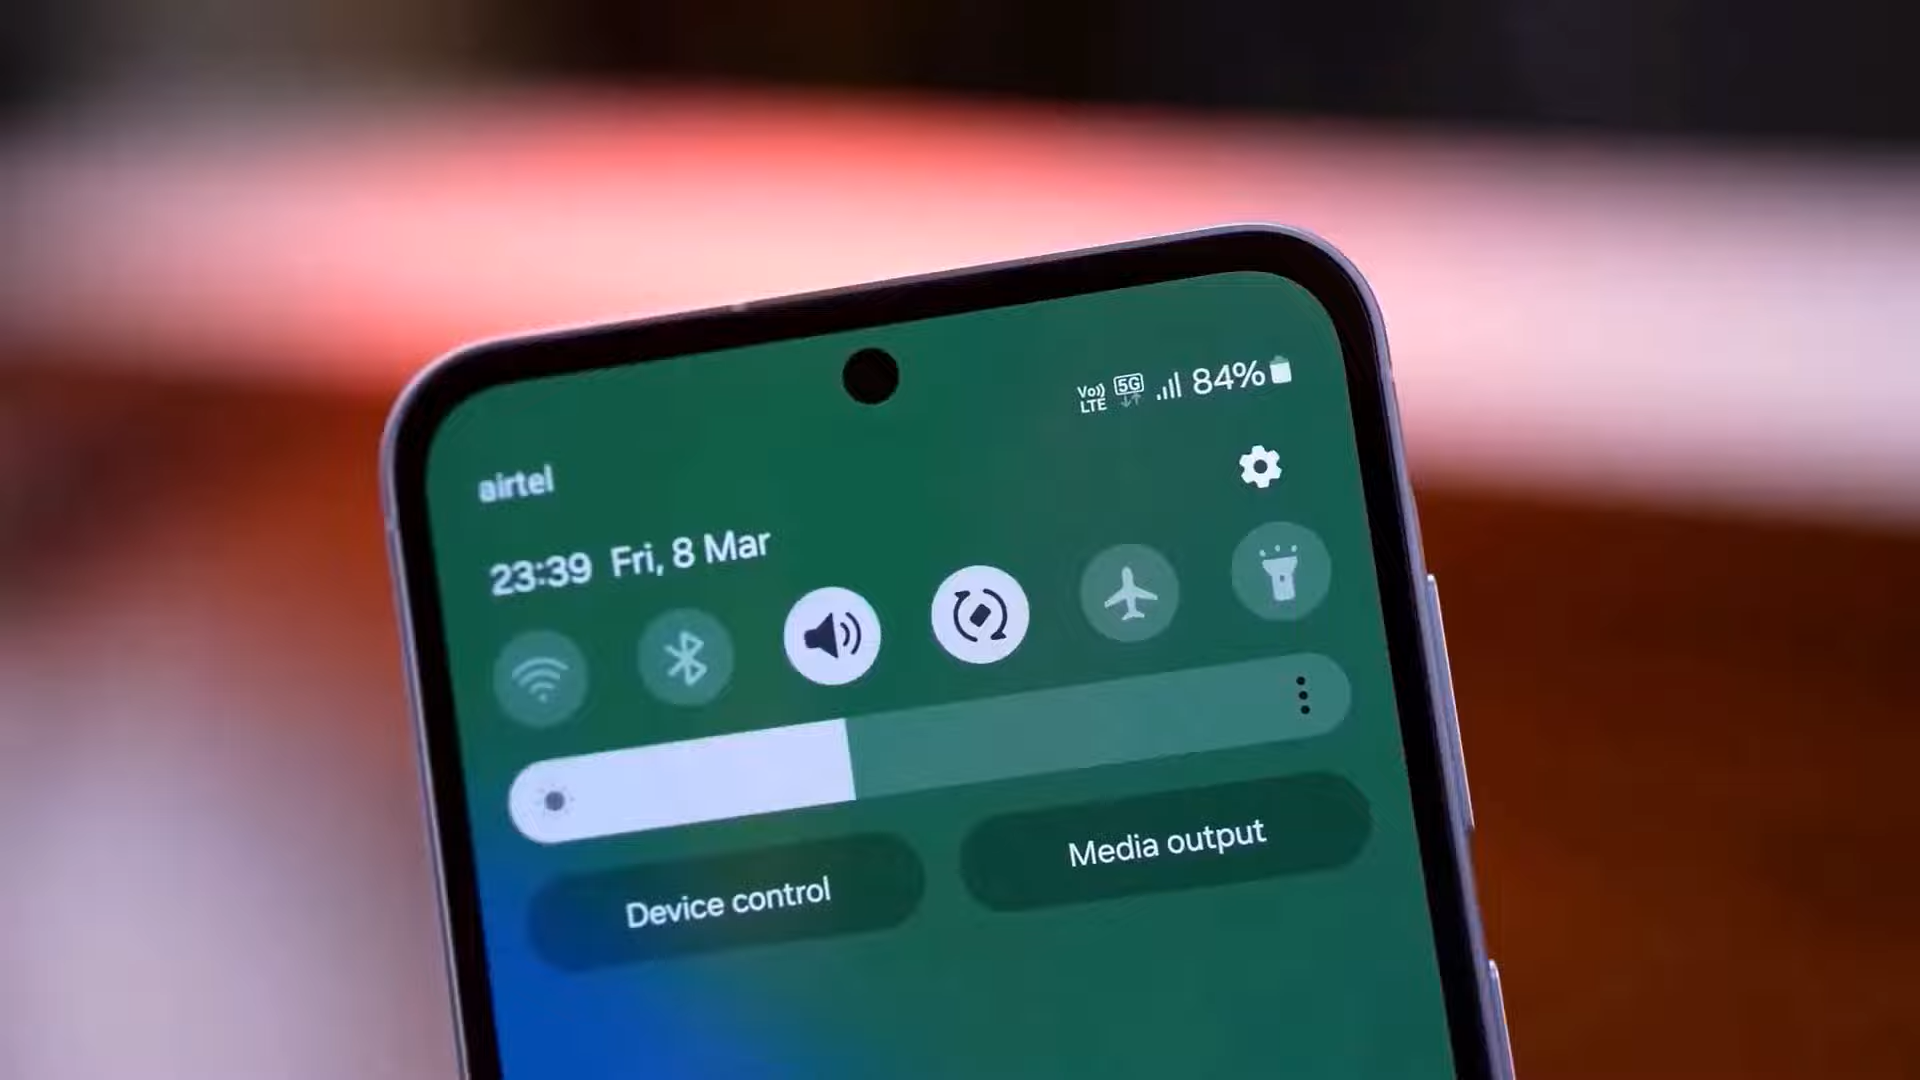 Vo)) LTE 5G 84%
airtel
23:39 Fri, 8 Mar
Device control
Media output